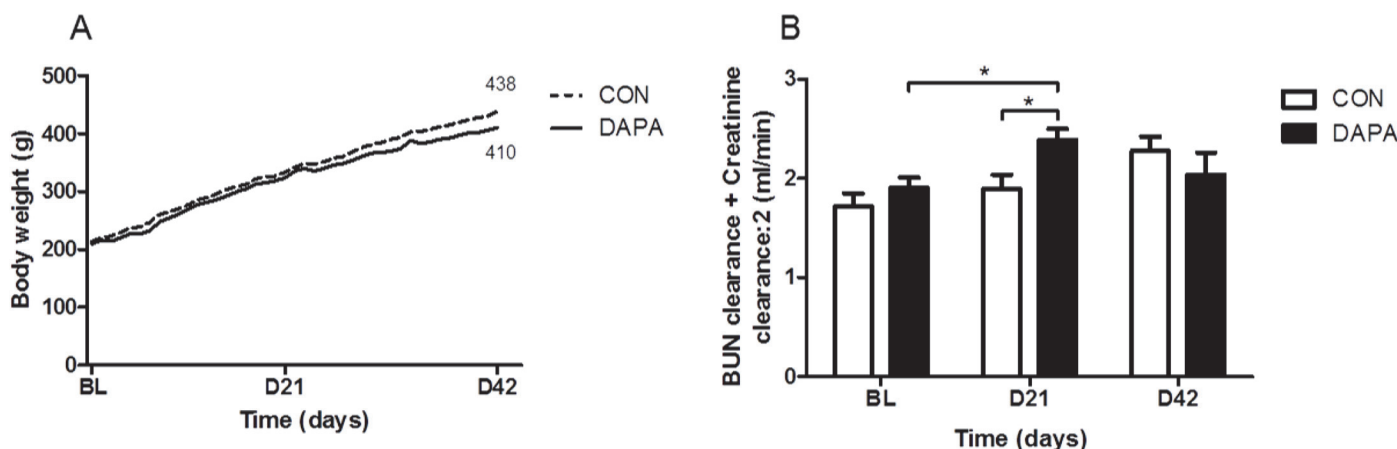 A
Body weight (g)
500
400
300
200
100
0
438
410
CON
DAPA
BL
D21
D42
Time (days)
B
BUN clearance + Creatinine
clearance:2 (ml/min)
3
2
1
0
*
*
CON
DAPA
BL
D21
D42
Time (days)